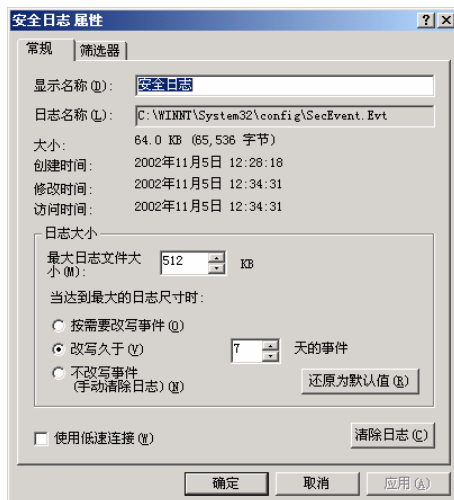 安全日志 属性
常规 筛选器
显示名称(D): 安全日志
日志名称(L): C:\WINNT\System32\config\SecEvent.Evt
大小: 64.0 KB (65,536 字节)
创建时间: 2002年11月5日 12:28:18
修改时间: 2002年11月5日 12:34:31
访问时间: 2002年11月5日 12:34:31
日志大小
最大日志文件大
小(M): 512 KB
当达到最大的日志尺寸时:
按需要改写事件(O)
改写久于(V) 7 天的事件
不改写事件
(手动清除日志)(N) 还原为默认值(R)
使用低速连接(W) 清除日志(C)
确定 取消 应用(A)